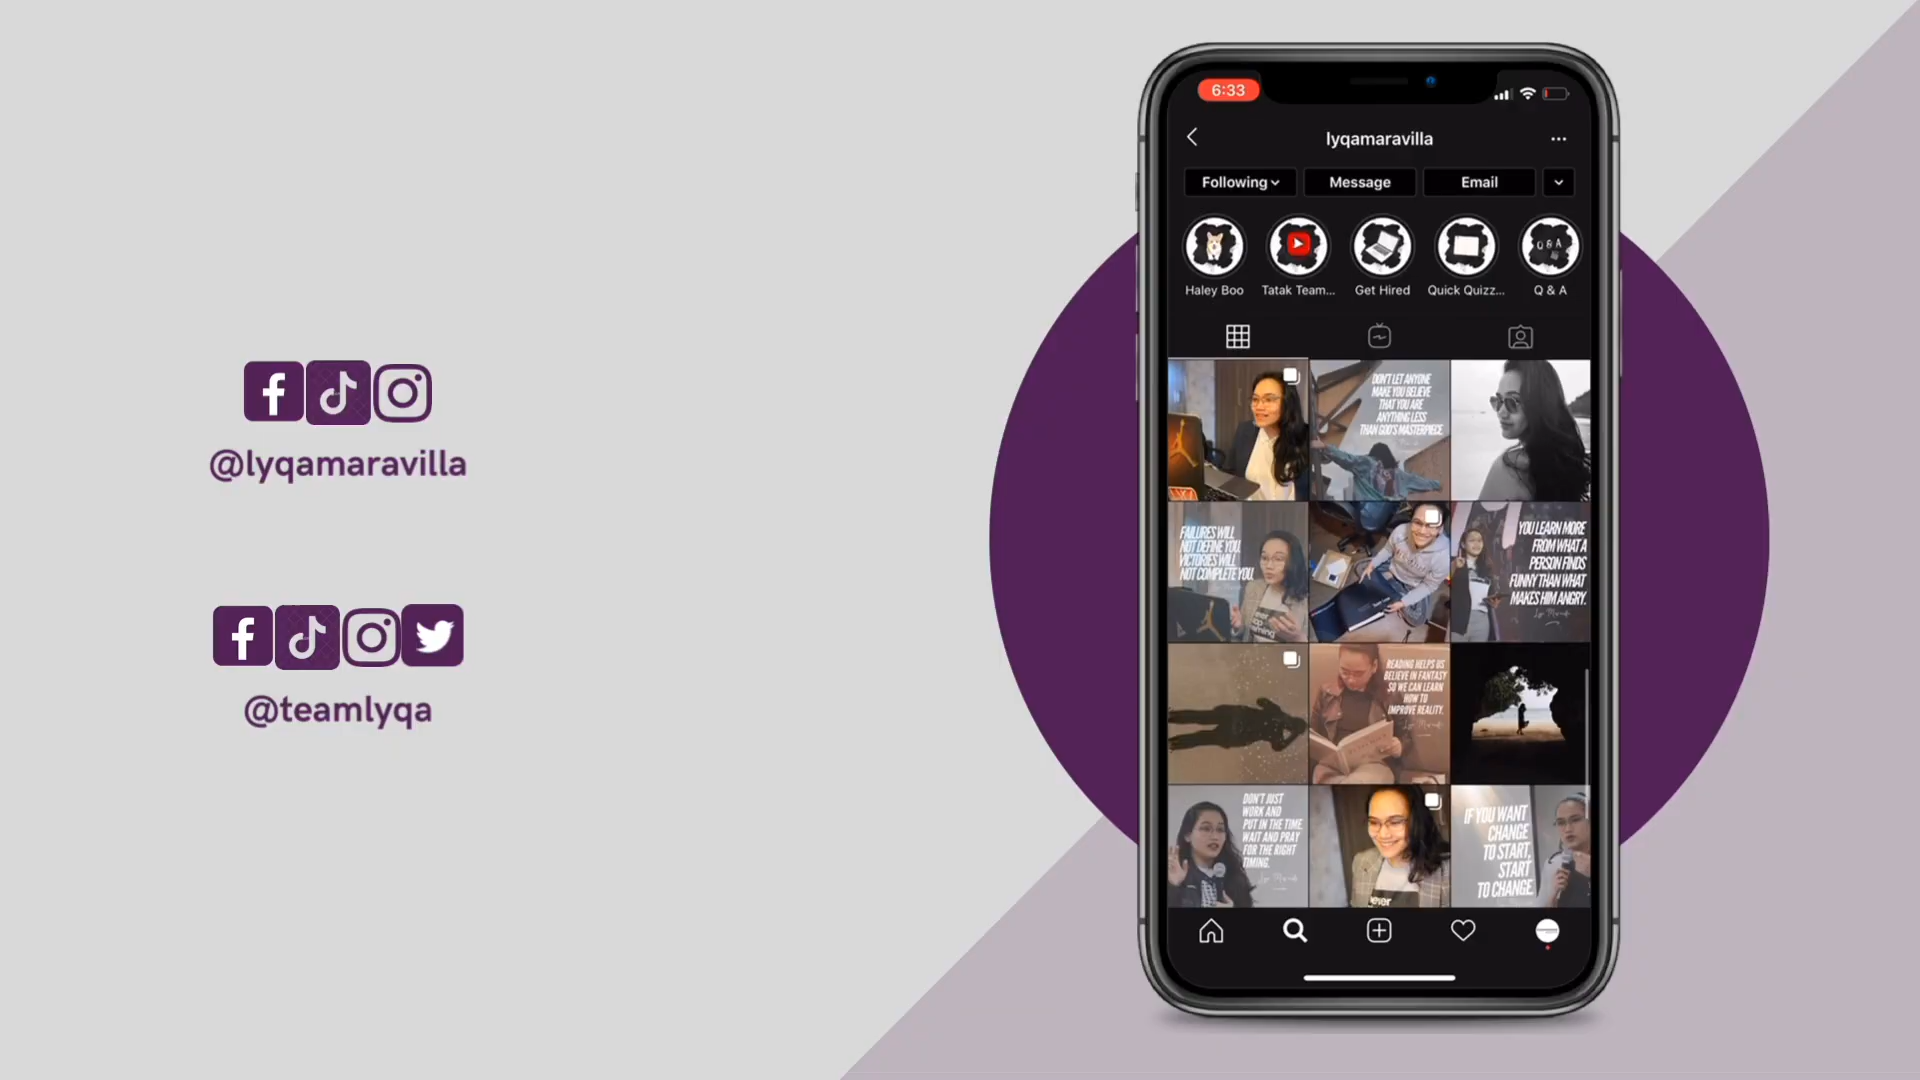 @lyqamaravilla
@teamlyqa
6:33
lyqamaravilla
...
Following
Message
Email
Haley Boo
Tatak Team...
Get Hired
Quick Quizz...
Q & A
Q & A
DON'T LET ANYONE
MAKE YOU BELIEVE
THAT YOU ARE
ANYTHING LESS
THAN GOD'S MASTERPIECE.
FAILURES WILL
NOT DEFINE YOU.
VICTORIES WILL
NOT COMPLETE YOU.
YOU LEARN MORE
FROM WHAT A
PERSON FINDS
FUNNY THAN WHAT
MAKES HIM ANGRY.
READING HELPS US
BELIEVE IN FANTASY
SO WE CAN LEARN
HOW TO
IMPROVE REALITY.
DON'T JUST
WORK AND
PUT IN THE TIME.
WAIT AND PRAY
FOR THE RIGHT
TIMING.
IF YOU WANT
CHANGE
TO START,
START
TO CHANGE.